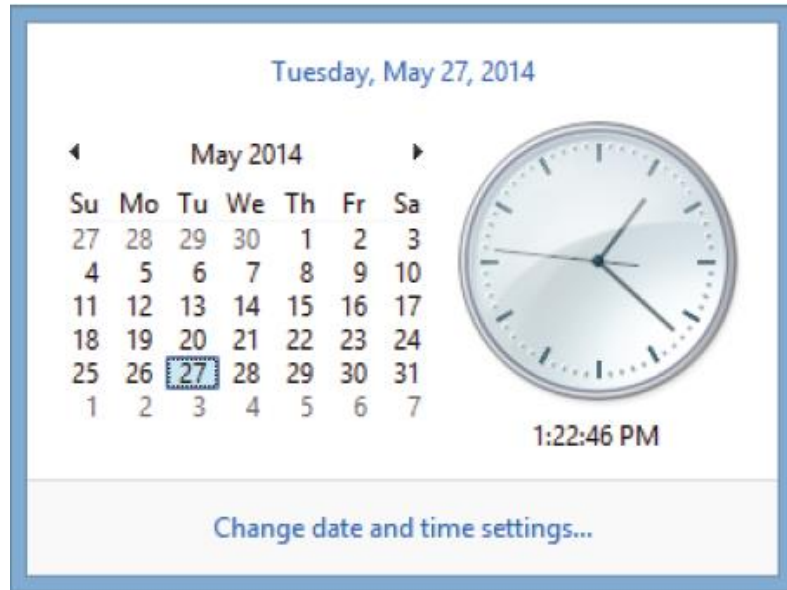 Tuesday, May 27, 2014
May 2014
Su Mo Tu We Th Fr Sa
27 28 29 30 1 2 3
4 5 6 7 8 9 10
11 12 13 14 15 16 17
18 19 20 21 22 23 24
25 26 27 28 29 30 31
1 2 3 4 5 6 7
1:22:46 PM
Change date and time settings...